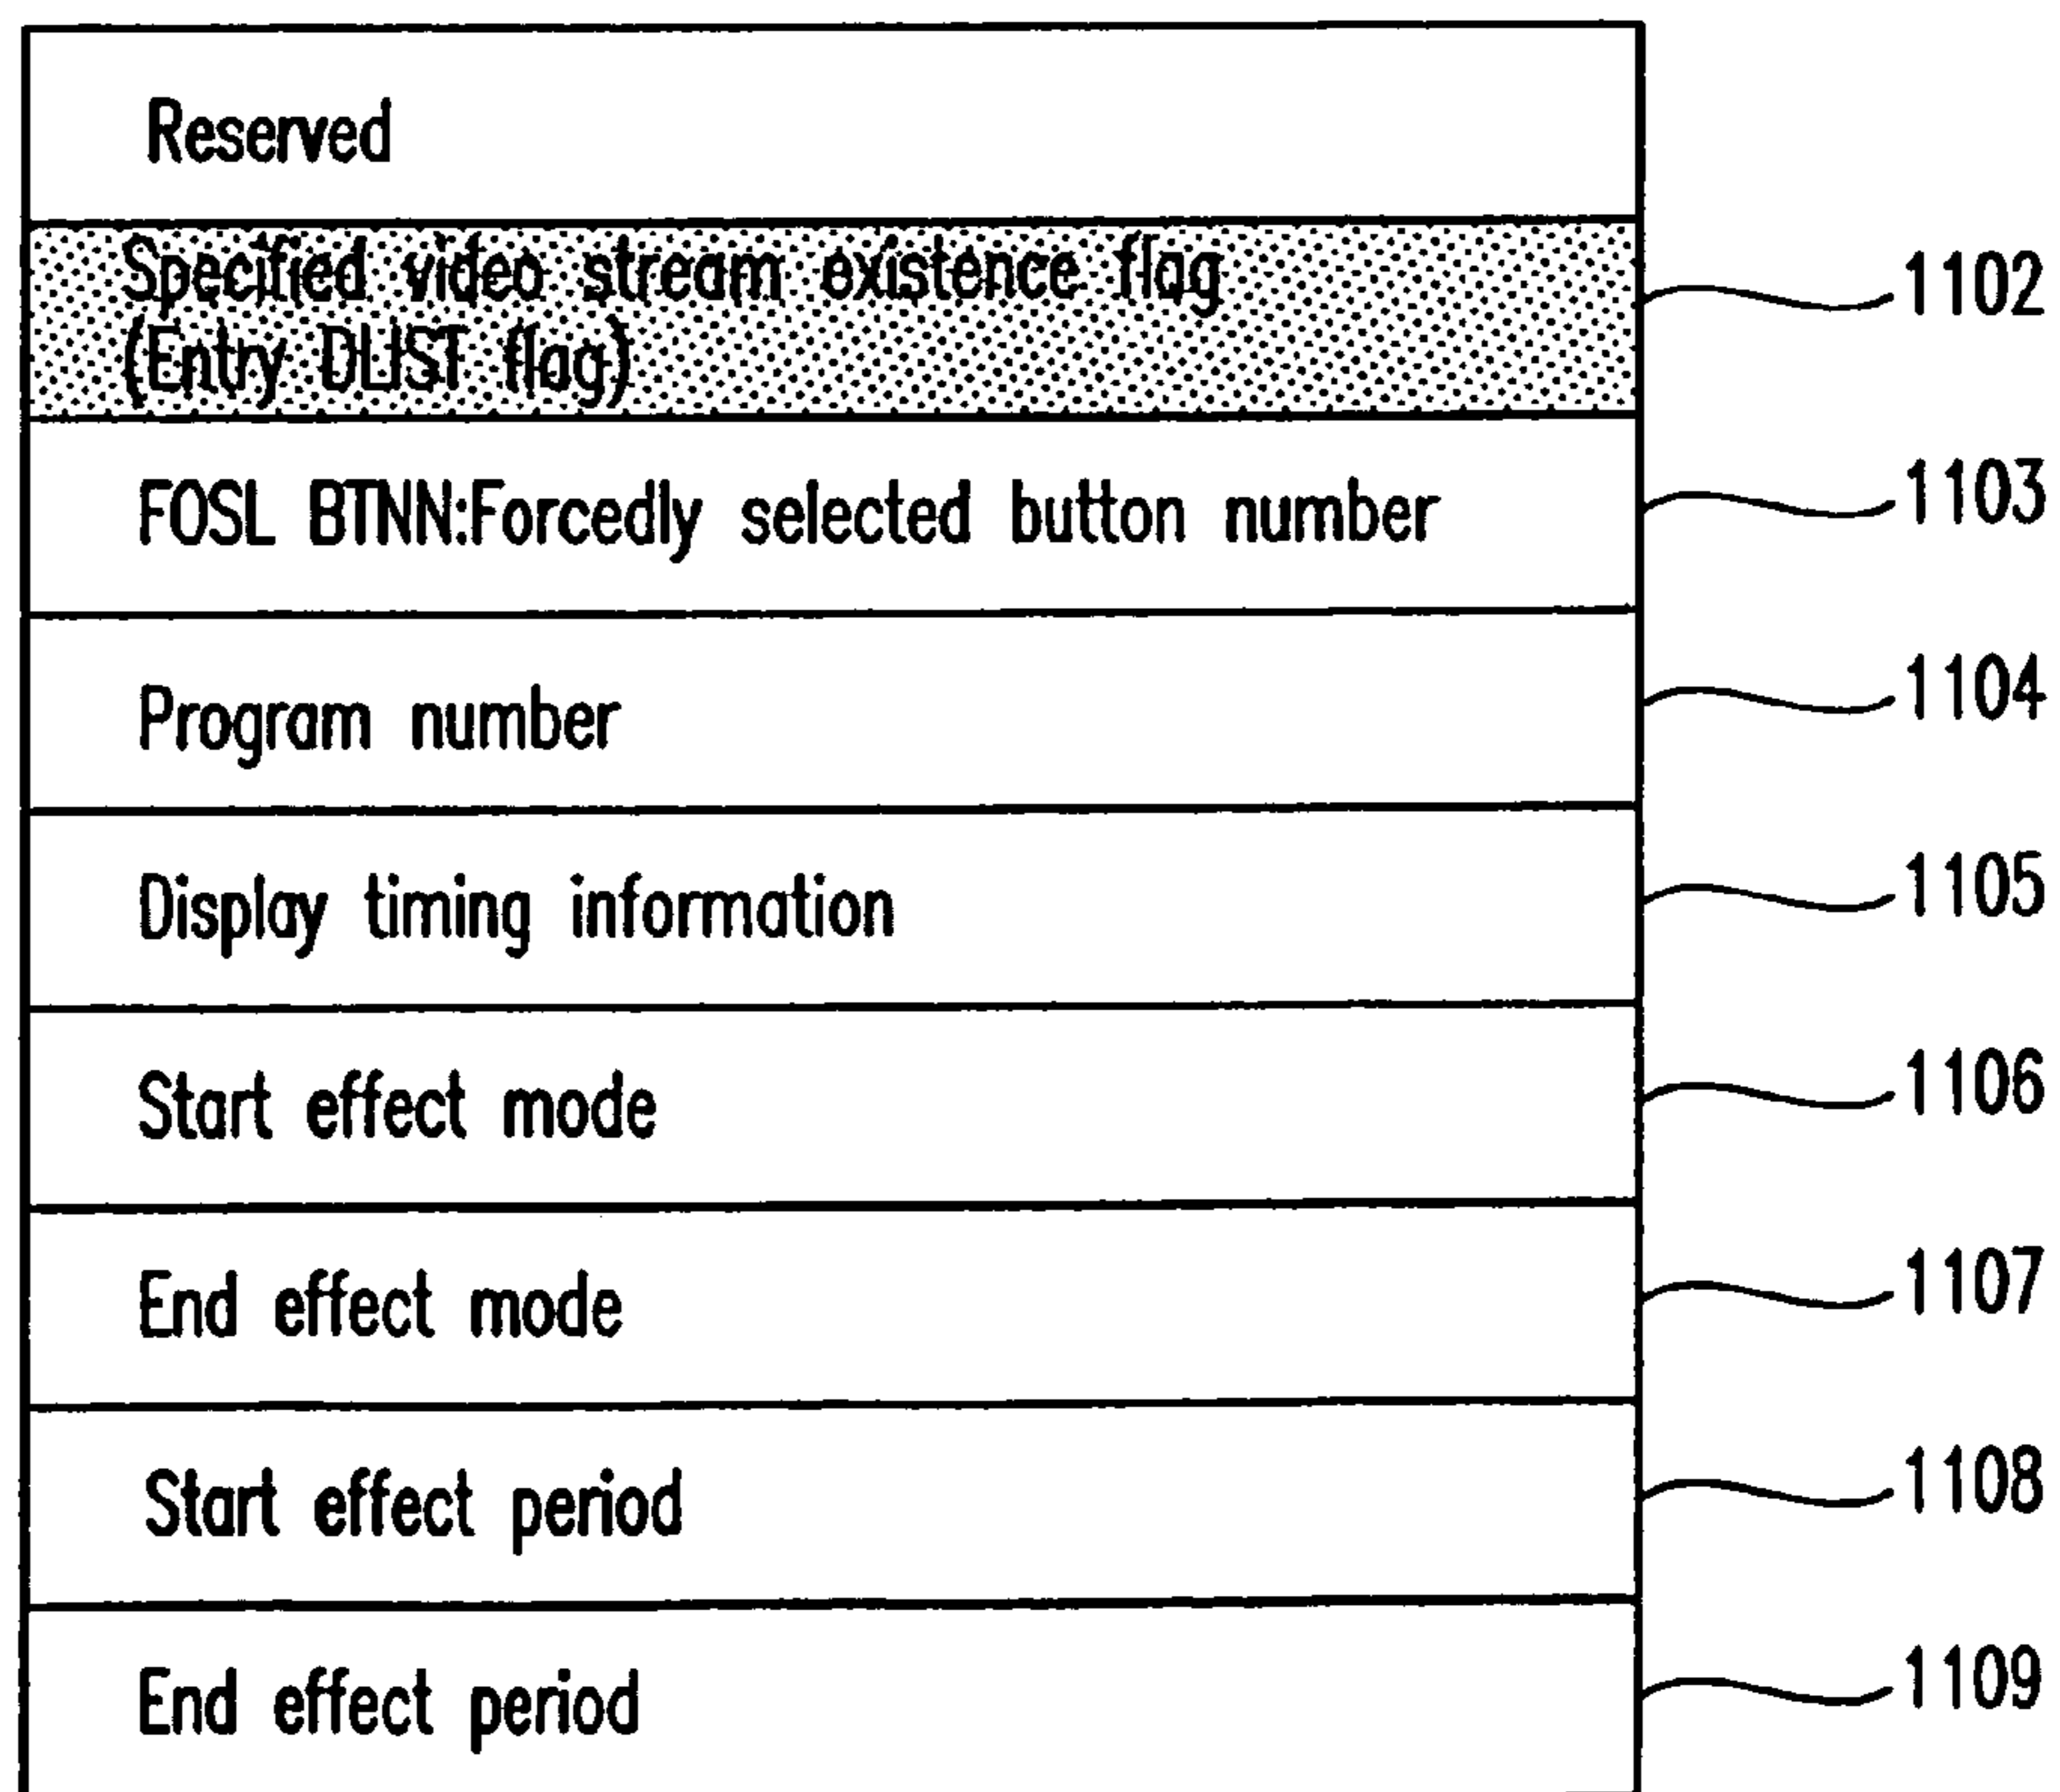 Reserved
Specified video stream existence flag
1102
(Entry DLIST flag)
FOSL BTNN:Forcedly selected button number
1103
Program number
1104
Display timing information
1105
Start effect mode
1106
End effect mode
1107
Start effect period
1108
End effect period
1109